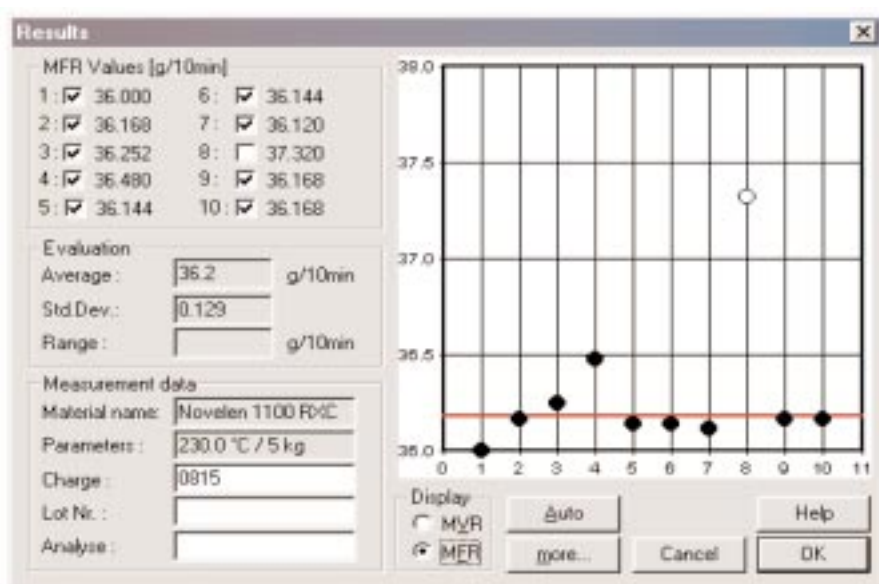 Results
MFR Values [g/10min]
1: 36.000 6: 36.144
2: 36.168 7: 36.120
3: 36.252 8: 37.320
4: 36.480 9: 36.168
5: 36.144 10: 36.168
Evaluation
Average: 36.2 g/10min
Std.Dev.: 0.129
Range: g/10min
Measurement data
Material name: Novelen 1100 RXC
Parameters: 230.0 °C / 5 kg
Charge: 0815
Lot Nr.:
Analyse:
39.0
37.5
37.0
36.5
35.0
0 1 2 3 4 5 6 7 8 9 10 11
Display
MVR
MFR
Auto
Help
more...
Cancel
OK